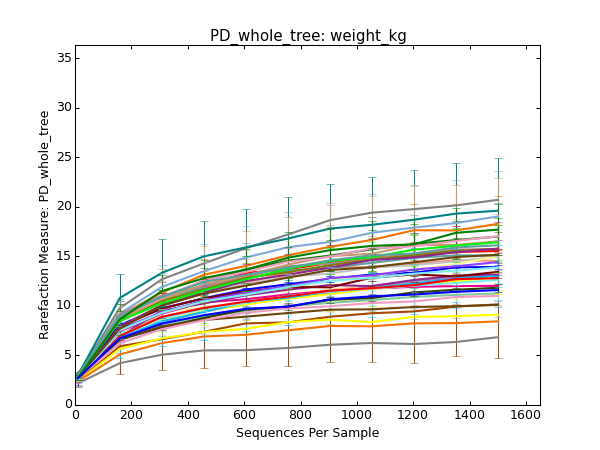 PD_whole_tree: weight_kg
35
30
25
20
15
10
5
0
Rarefaction Measure: PD_whole_tree
0 200 400 600 800 1000 1200 1400 1600
Sequences Per Sample